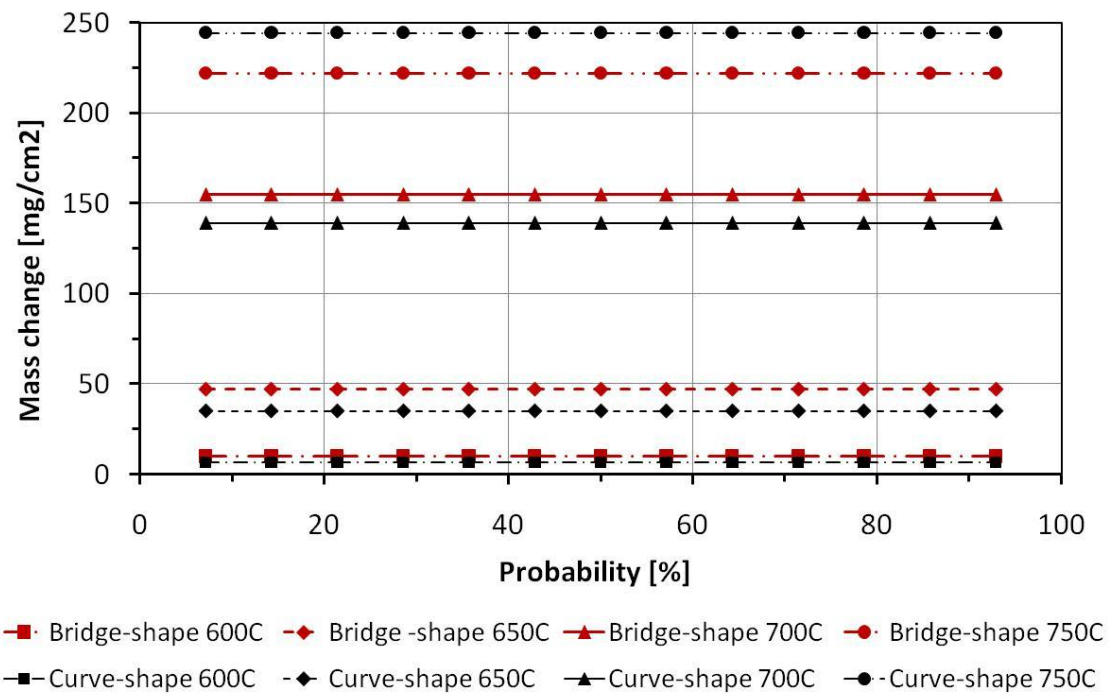 250
200
150
100
50
0
Mass change [mg/cm2]
0 20 40 60 80 100
Probability [%]
Bridge-shape 600C Bridge -shape 650C Bridge-shape 700C Bridge-shape 750C
Curve-shape 600C Curve-shape 650C Curve-shape 700C Curve-shape 750C